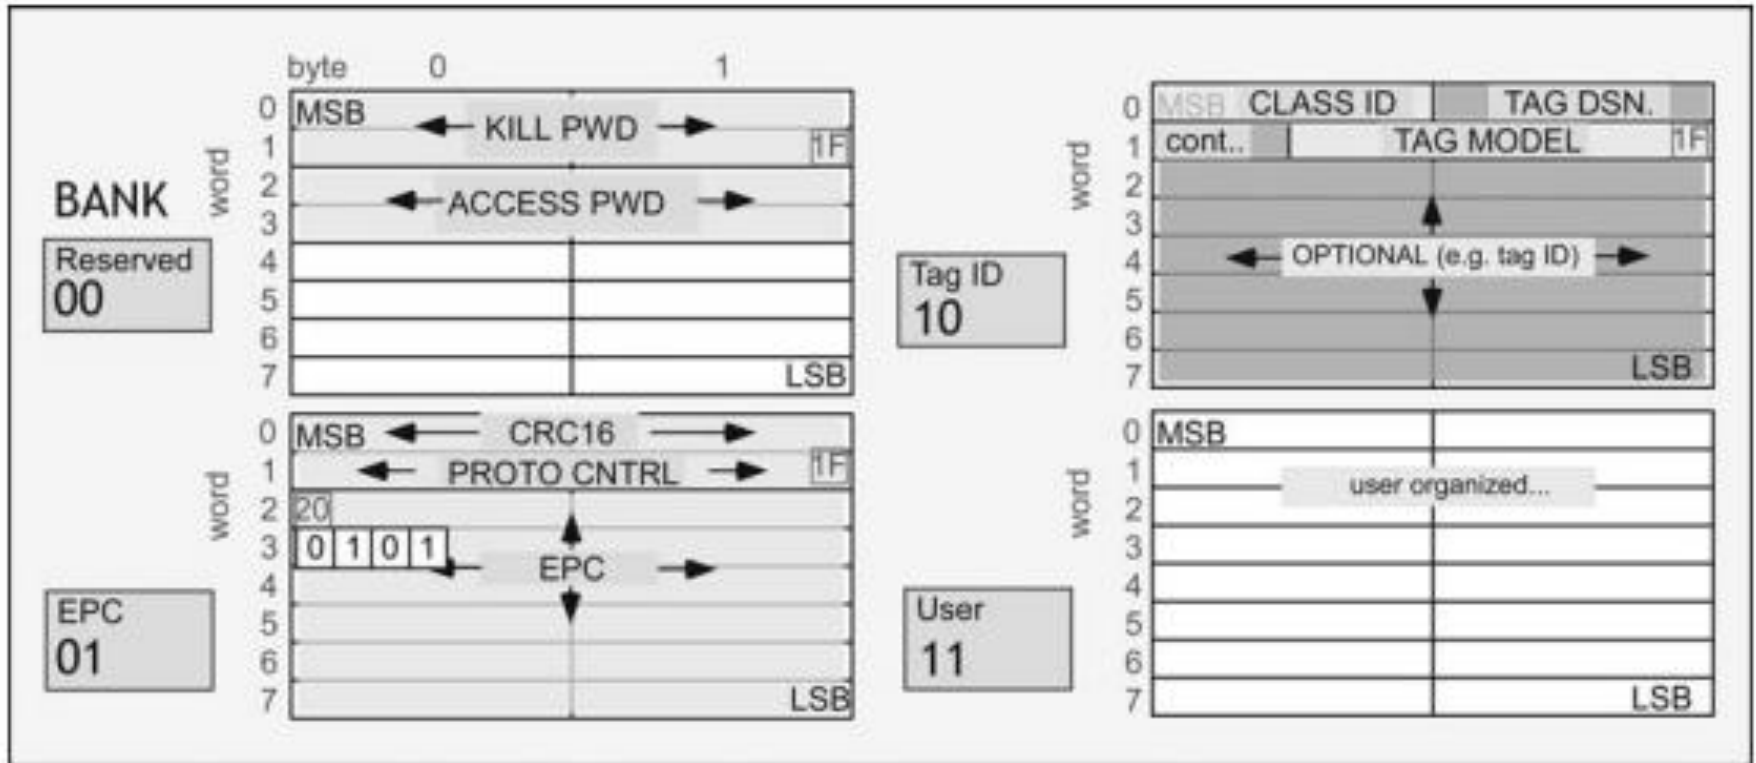 byte 0 1
BANK
word
0 MSB
KILL PWD
1 1F
2
ACCESS PWD
3
4
5
6
7 LSB
Reserved
00
word
0 MSB CRC16
1 PROTO CNTRL 1F
2 20
3 0 1 0 1
EPC
4
5
6
7 LSB
EPC
01
word
0 MSB CLASS ID TAG DSN.
1 cont.. TAG MODEL 1F
2
3
OPTIONAL (e.g. tag ID)
4
5
6
7 LSB
Tag ID
10
word
0 MSB
1
user organized...
2
3
4
5
6
7 LSB
User
11